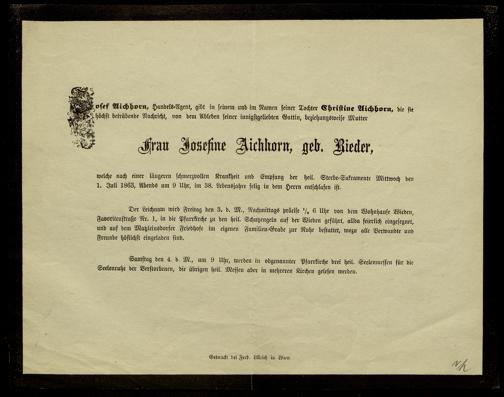 Josef Aichhorn, Handels-Agent, gibt in seinem und im Namen seiner Tochter Christine Aichhorn, die sie
höchst betrübende Nachricht, von dem Ableben seiner innigstgeliebten Gattin, beziehungsweise Mutter
Frau Josefine Aichhorn, geb. Rieder,
welche nach einer längeren schmerzvollen Krankheit und Empfang der heil. Sterbe-Sakramente Mittwoch den
1. Juli 1863, Abends um 9 Uhr, im 38. Lebensjahre selig in dem Herrn entschlafen ist.
Der Leichnam wird Freitag den 3. d. M., Nachmittags präcise 6 Uhr von dem Wohnhause Wieden,
Favoritenstraße Nr. 1, in die Pfarrkirche zu den heil. Schutzengeln auf der Wieden geführt, allda feierlich eingesegnet,
und auf dem Matzleinsdorfer Friedhofe im eigenen Familien-Grabe zur Ruhe bestattet, wozu alle Verwandte und
Freunde höflichst eingeladen sind.
Samstag den 4. d. M., um 9 Uhr, werden in obgenannter Pfarrkirche drei heil. Seelenmessen für die
Seelenruhe der Verstorbenen, die übrigen heil. Messen aber in mehreren Kirchen gelesen werden.
Gedruckt bei Ferd. Ullrich in Wien